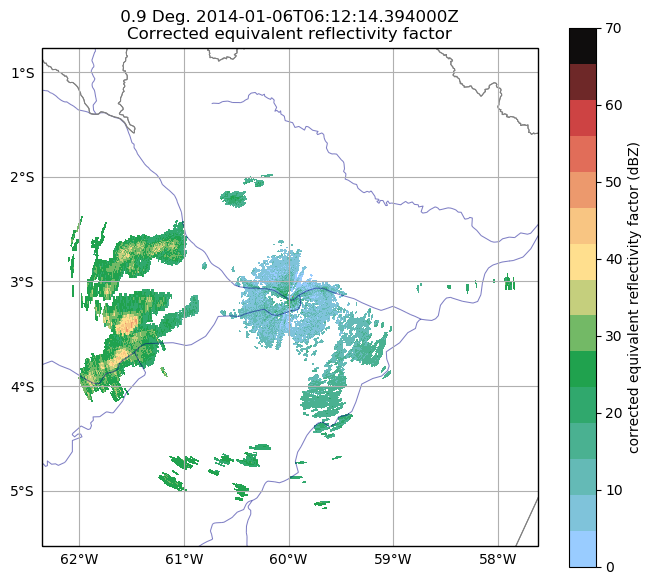 0.9 Deg. 2014-01-06T06:12:14.394000Z
Corrected equivalent reflectivity factor
1°S
2°S
3°S
4°S
5°S
62°W 61°W 60°W 59°W 58°W
70
60
50
40
30
20
10
0
corrected equivalent reflectivity factor (dBZ)